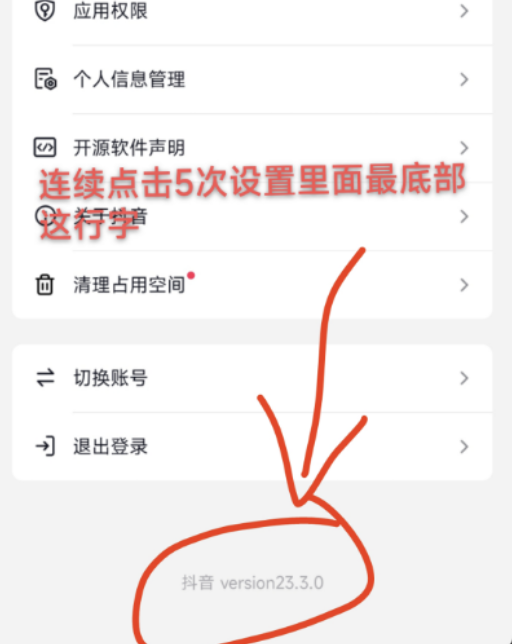 应用权限
个人信息管理
开源软件声明
连续点击5次设置里面最底部
这行字
关于抖音
清理占用空间
切换账号
退出登录
抖音 version23.3.0